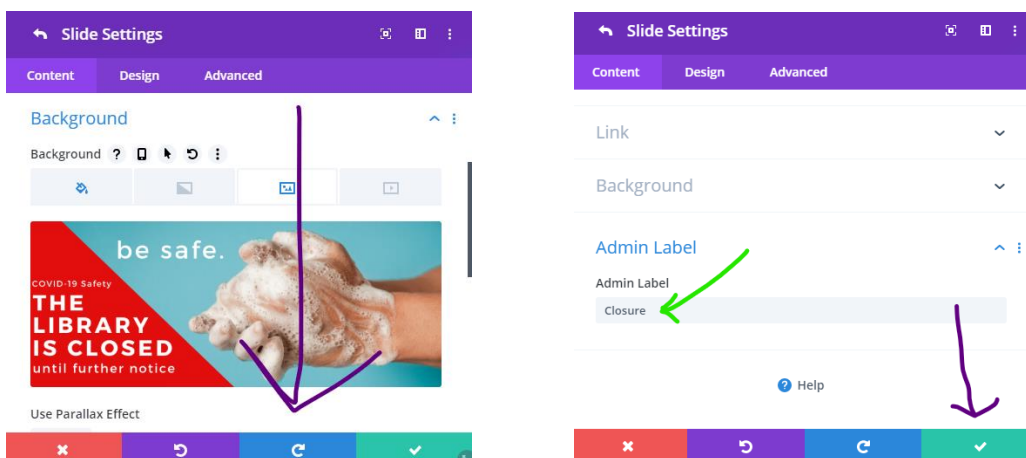 Slide Settings
Content Design Advanced
Background
Background ?
be safe.
COVID-19 Safety
THE
LIBRARY
IS CLOSED
until further notice
Use Parallax Effect
Slide Settings
Content Design Advanced
Link
Background
Admin Label
Admin Label
Closure
? Help